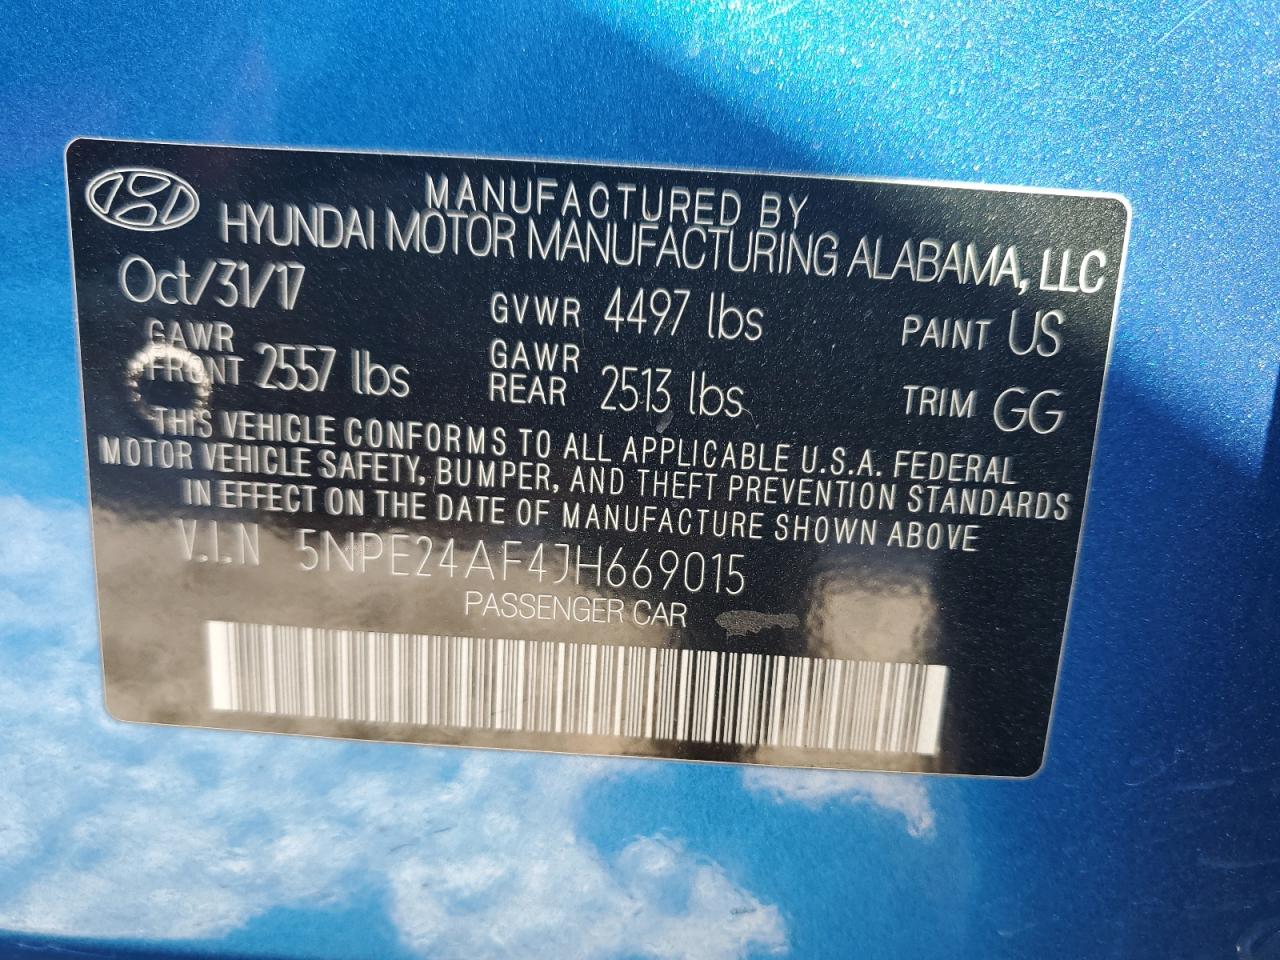 MANUFACTURED BY
HYUNDAI MOTOR MANUFACTURING ALABAMA, LLC
Oct/31/17
GVWR 4497 lbs
PAINT US
GAWR FRONT 2557 lbs
GAWR REAR 2513 lbs
TRIM GG
THIS VEHICLE CONFORMS TO ALL APPLICABLE U.S.A. FEDERAL
MOTOR VEHICLE SAFETY, BUMPER, AND THEFT PREVENTION STANDARDS
IN EFFECT ON THE DATE OF MANUFACTURE SHOWN ABOVE
V.I.N 5NPE24AF4JH669015
PASSENGER CAR